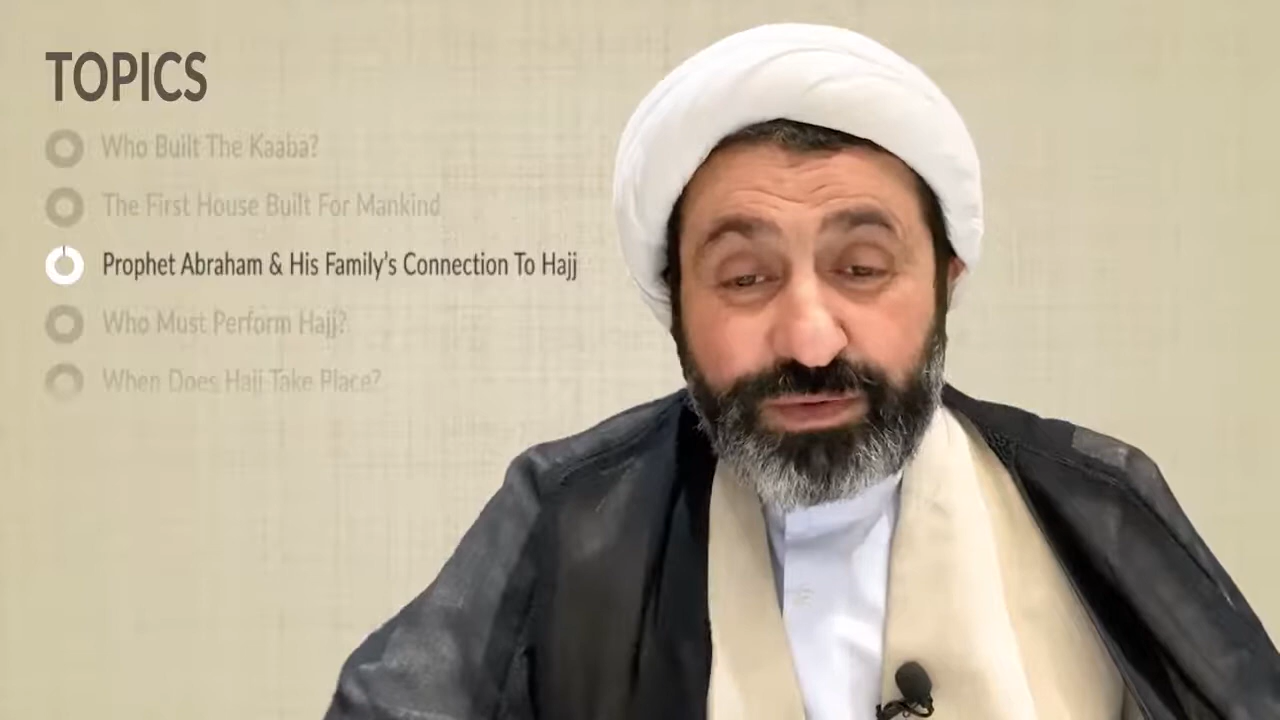 TOPICS
Who Built The Kaaba?
The First House Built For Mankind
Prophet Abraham & His Family's Connection To Hajj
Who Must Perform Hajj?
When Does Hajj Take Place?